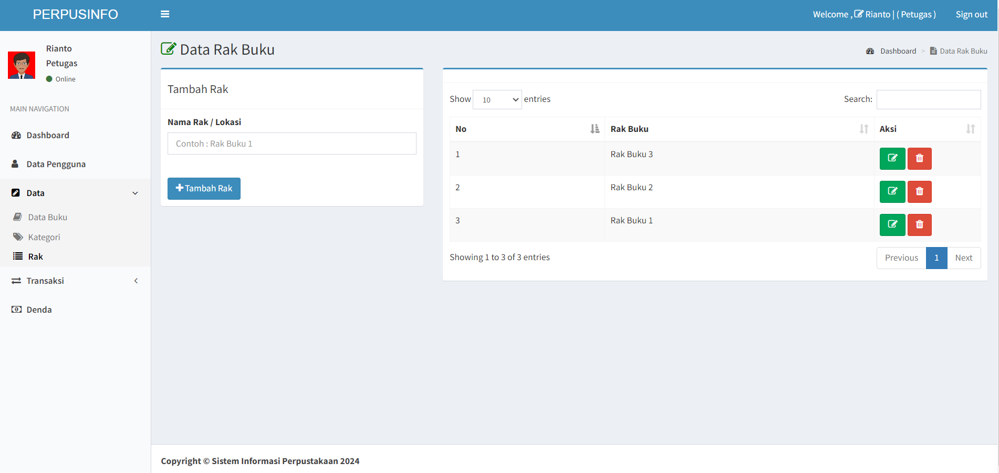 PERPUSINFO
Welcome , Rianto | ( Petugas )
Sign out
Rianto
Petugas
Online
MAIN NAVIGATION
Dashboard
Data Pengguna
Data
Data Buku
Kategori
Rak
Transaksi
Denda
Data Rak Buku
Dashboard > Data Rak Buku
Tambah Rak
Nama Rak / Lokasi
Contoh : Rak Buku 1
Tambah Rak
Show 10 entries
Search:
No Rak Buku Aksi
1 Rak Buku 3
2 Rak Buku 2
3 Rak Buku 1
Showing 1 to 3 of 3 entries
Previous 1 Next
Copyright © Sistem Informasi Perpustakaan 2024